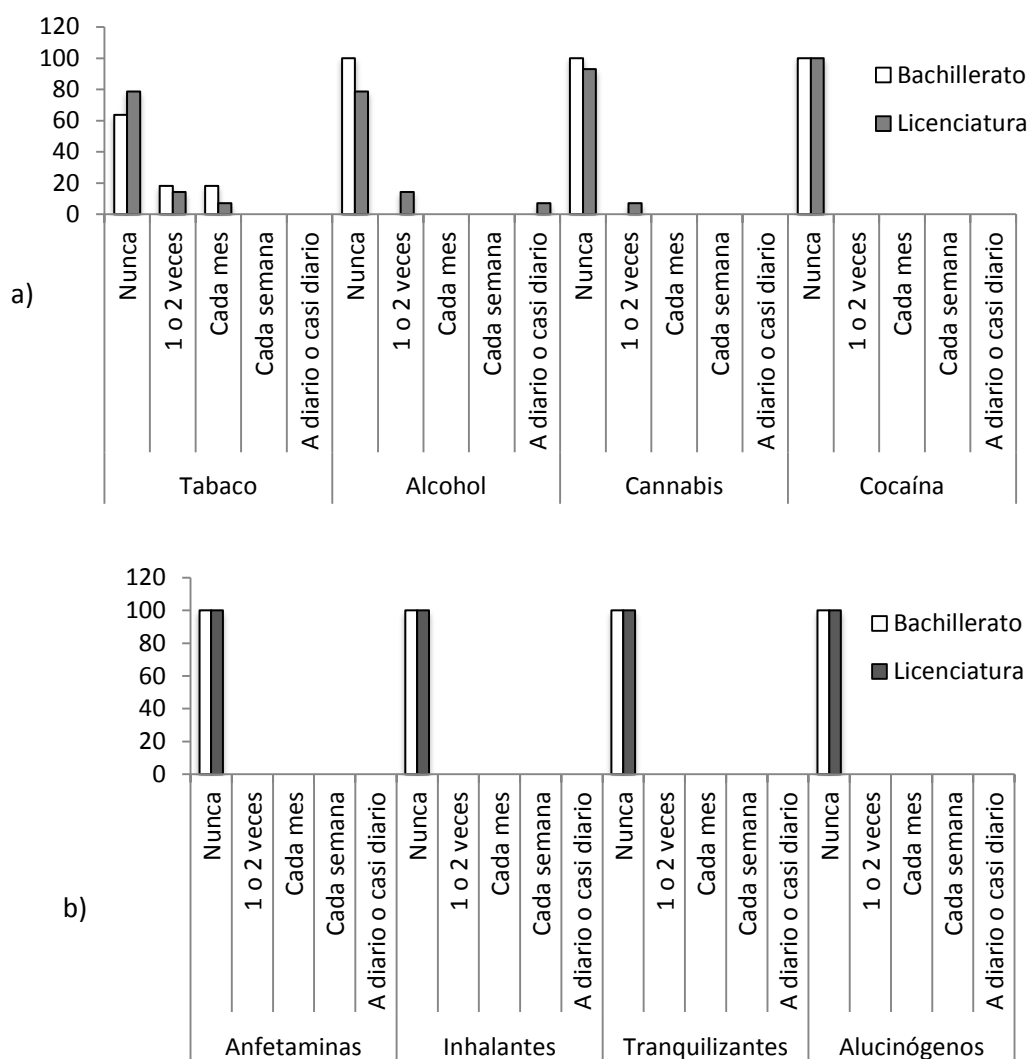 120
100
80
60
40
20
0
Bachillerato
Licenciatura
a)
Nunca
1 o 2 veces
Cada mes
Cada semana
A diario o casi diario
Nunca
1 o 2 veces
Cada mes
Cada semana
A diario o casi diario
Nunca
1 o 2 veces
Cada mes
Cada semana
A diario o casi diario
Nunca
1 o 2 veces
Cada mes
Cada semana
A diario o casi diario
Tabaco
Alcohol
Cannabis
Cocaína
120
100
80
60
40
20
0
Bachillerato
Licenciatura
b)
Nunca
1 o 2 veces
Cada mes
Cada semana
A diario o casi diario
Nunca
1 o 2 veces
Cada mes
Cada semana
A diario o casi diario
Nunca
1 o 2 veces
Cada mes
Cada semana
A diario o casi diario
Nunca
1 o 2 veces
Cada mes
Cada semana
A diario o casi diario
Anfetaminas
Inhalantes
Tranquilizantes
Alucinógenos